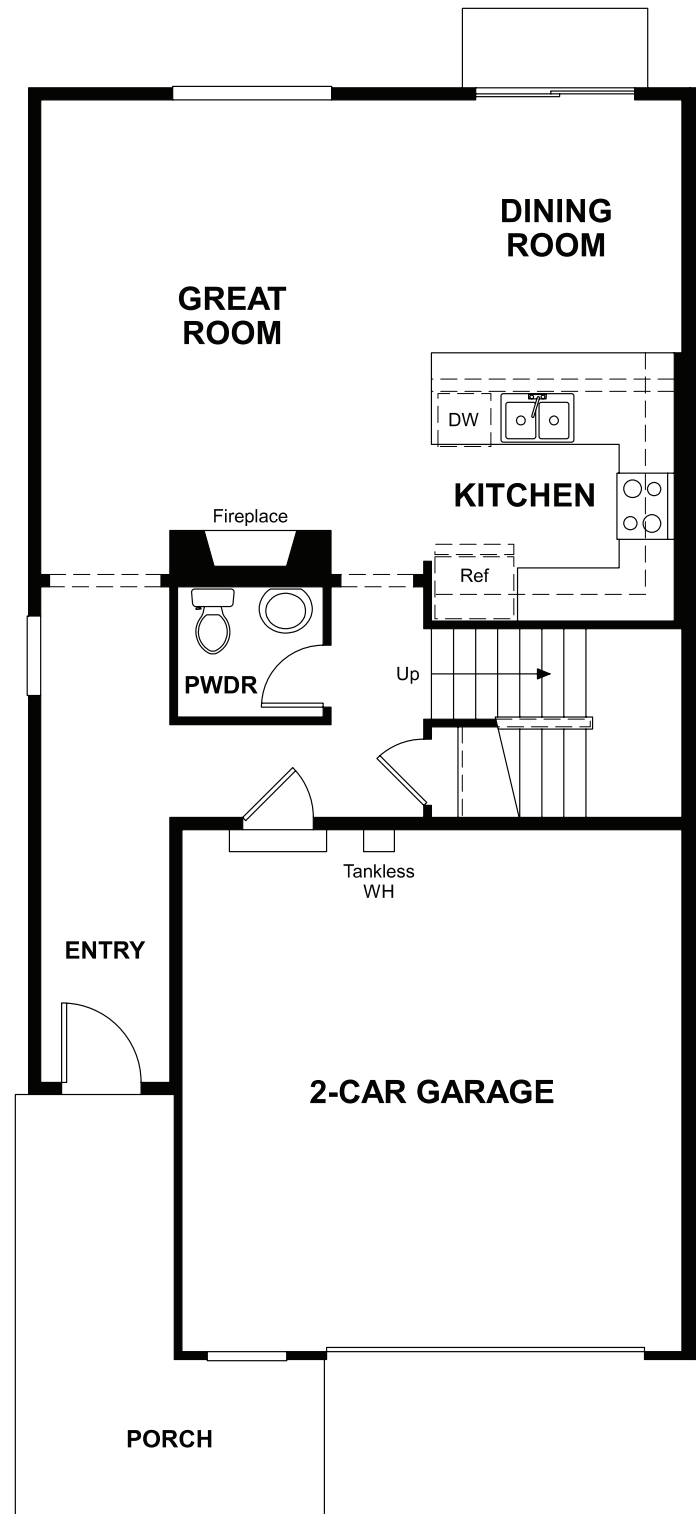 DINING
ROOM
GREAT
ROOM
DW
KITCHEN
Fireplace
Ref
Up
PWDR
Tankless
WH
ENTRY
2-CAR GARAGE
PORCH